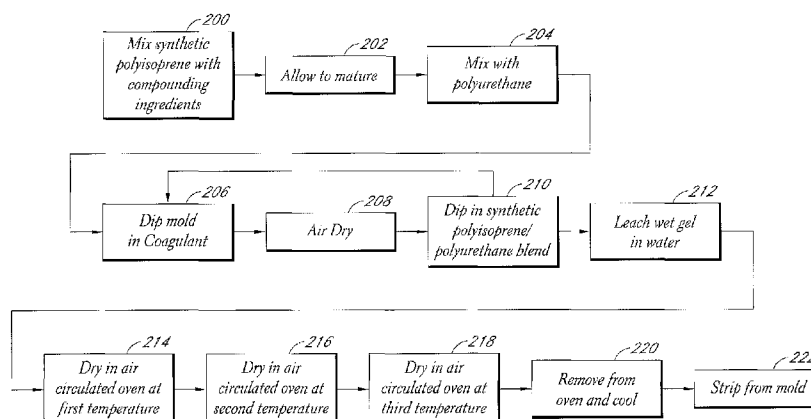 200
Mix synthetic
polyisoprene with
compounding
ingredients
202
Allow to mature
204
Mix with
polyurethane
206
Dip mold
in Coagulant
208
Air Dry
210
Dip in synthetic
polyisoprene/
polyurethane blend
212
Leach wet gel
in water
214
Dry in air
circulated oven at
first temperature
216
Dry in air
circulated oven at
second temperature
218
Dry in air
circulated oven at
third temperature
220
Remove from
oven and cool
222
Strip from mold